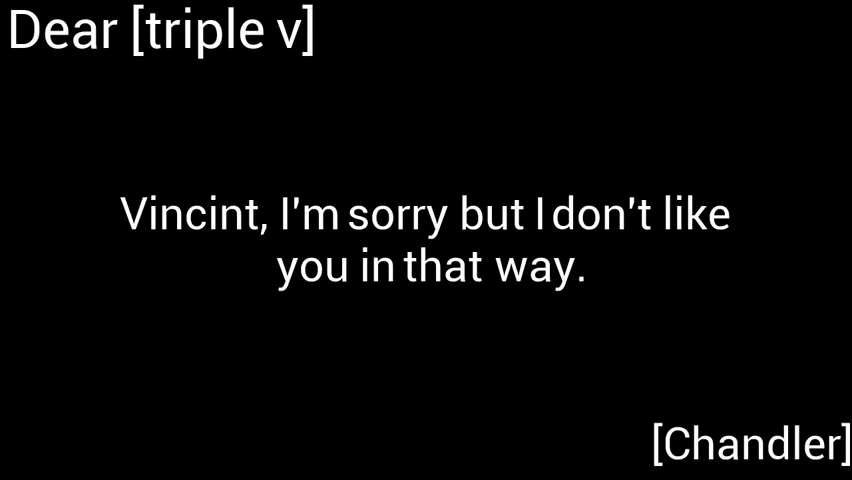 Dear [triple v]
Vincint, I'm sorry but I don't like
you in that way.
[Chandler]